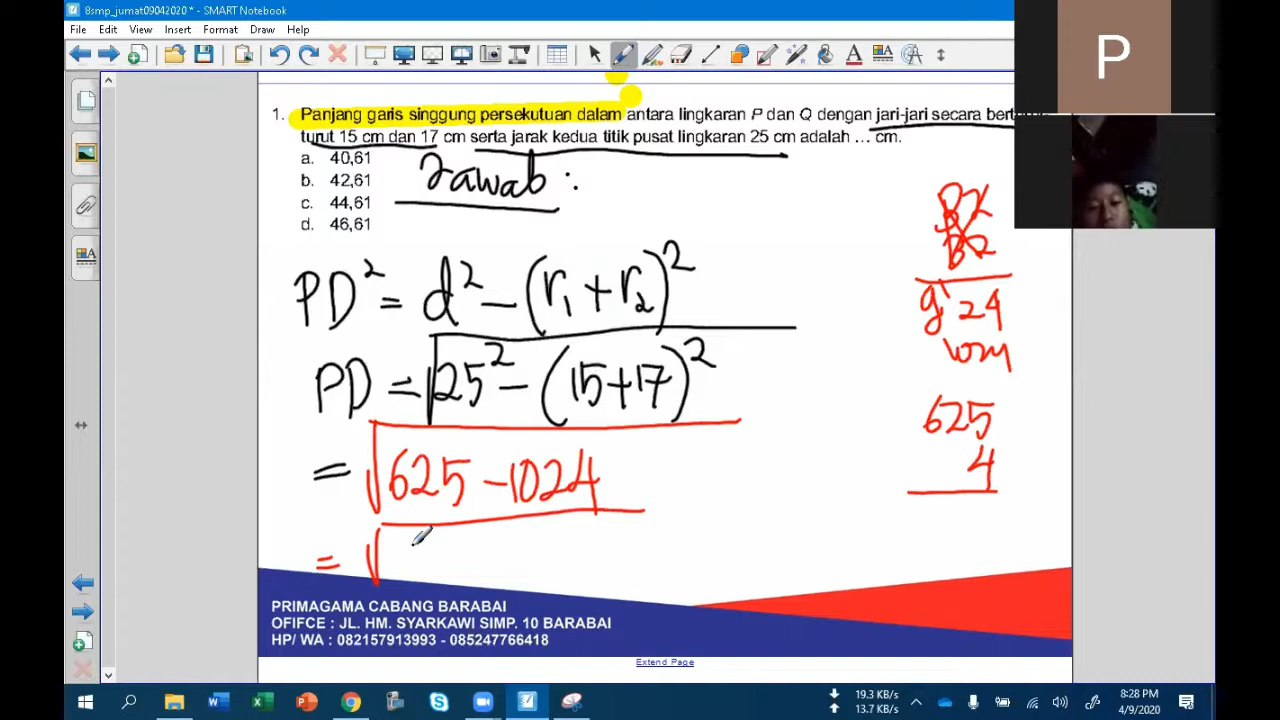 8smp_jumat09042020 * - SMART Notebook
File Edit View Insert Format Draw Help
P
1. Panjang garis singgung persekutuan dalam antara lingkaran P dan Q dengan jari-jari secara
turut 15 cm dan 17 cm serta jarak kedua titik pusat lingkaran 25 cm adalah ... cm.
a. 40,61
b. 42,61
c. 44,61
d. 46,61
Jawab :
PD² = d² - (r₁ + r₂)²
PD = √25² - (15+17)²
= √625 - 1024
= √
24
625
4
PRIMAGAMA CABANG BARABAI
OFIFCE : JL. HM. SYARKAWI SIMP. 10 BARABAI
HP/ WA : 082157913993 - 085247766418
Extend Page
19.3 KB/s
13.7 KB/s
8:28 PM
4/9/2020